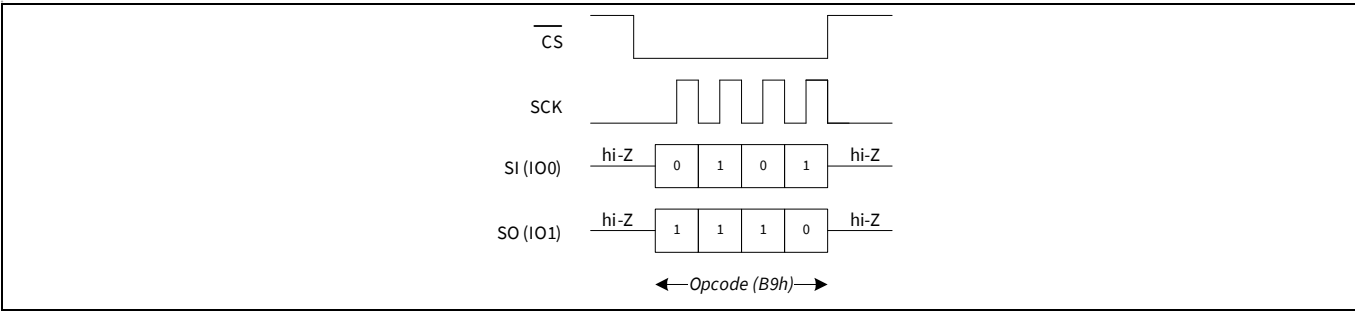 CS
SCK
SI (IO0) hi-Z 0 1 0 1 hi-Z
SO (IO1) hi-Z 1 1 1 0 hi-Z
Opcode (B9h)